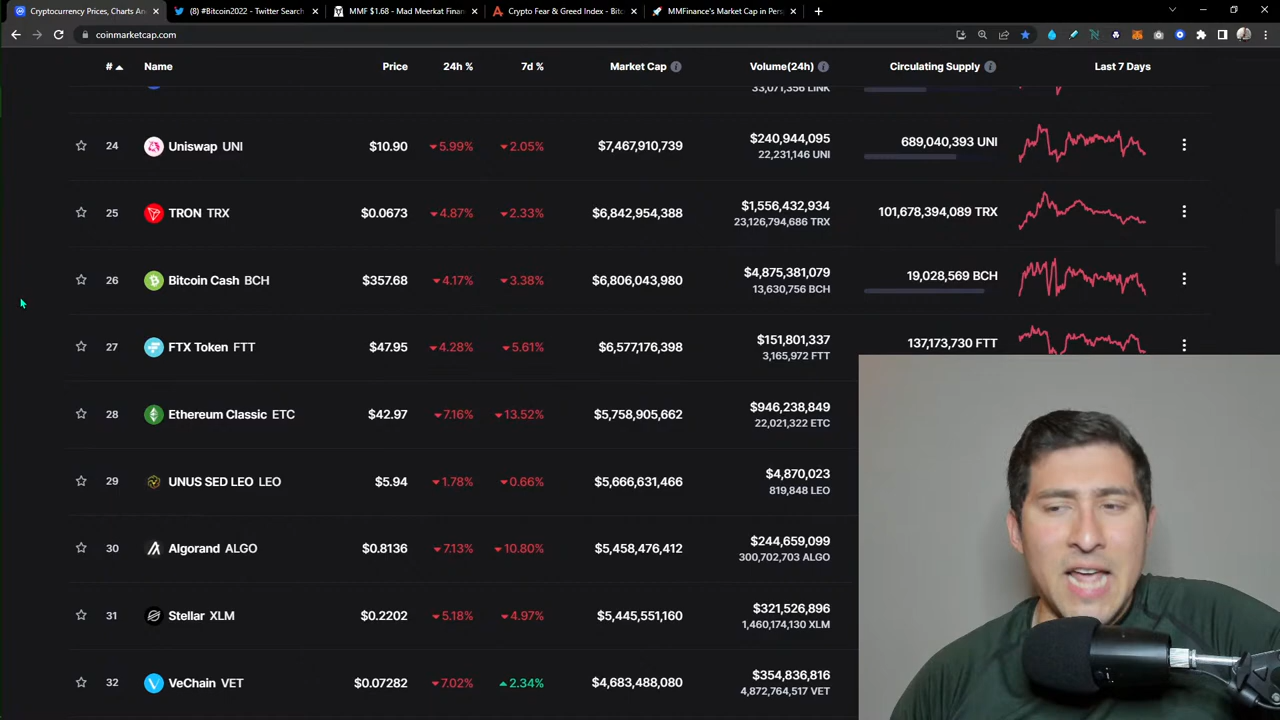 Cryptocurrency Prices, Charts An
(8) #Bitcoin2022 - Twitter Search
MMF $1.68 - Mad Meerkat Finan
Crypto Fear & Greed Index - Bitc
MMFinance's Market Cap in Pers
coinmarketcap.com
# Name Price 24h % 7d % Market Cap Volume(24h) Circulating Supply Last 7 Days
33,071,356 LINK
24 Uniswap UNI $10.90 5.99% 2.05% $7,467,910,739 $240,944,095 689,040,393 UNI
22,231,146 UNI
25 TRON TRX $0.0673 4.87% 2.33% $6,842,954,388 $1,556,432,934 101,678,394,089 TRX
23,126,794,686 TRX
26 Bitcoin Cash BCH $357.68 4.17% 3.38% $6,806,043,980 $4,875,381,079 19,028,569 BCH
13,630,756 BCH
27 FTX Token FTT $47.95 4.28% 5.61% $6,577,176,398 $151,801,337 137,173,730 FTT
3,165,972 FTT
28 Ethereum Classic ETC $42.97 7.16% 13.52% $5,758,905,662 $946,238,849
22,021,322 ETC
29 UNUS SED LEO LEO $5.94 1.78% 0.66% $5,666,631,466 $4,870,023
819,848 LEO
30 Algorand ALGO $0.8136 7.13% 10.80% $5,458,476,412 $244,659,099
300,702,703 ALGO
31 Stellar XLM $0.2202 5.18% 4.97% $5,445,551,160 $321,526,896
1,460,174,130 XLM
32 VeChain VET $0.07282 7.02% 2.34% $4,683,488,080 $354,836,816
4,872,764,517 VET